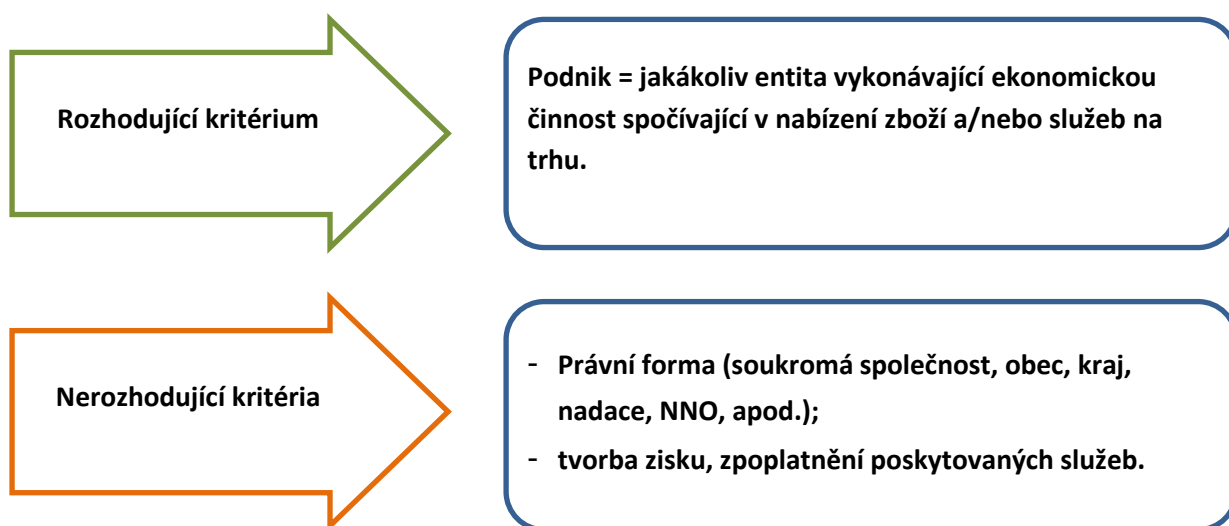 Rozhodující kritérium
Podnik = jakákoliv entita vykonávající ekonomickou
činnost spočívající v nabízení zboží a/nebo služeb na
trhu.
Nerozhodující kritéria
- Právní forma (soukromá společnost, obec, kraj,
nadace, NNO, apod.);
- tvorba zisku, zpoplatnění poskytovaných služeb.